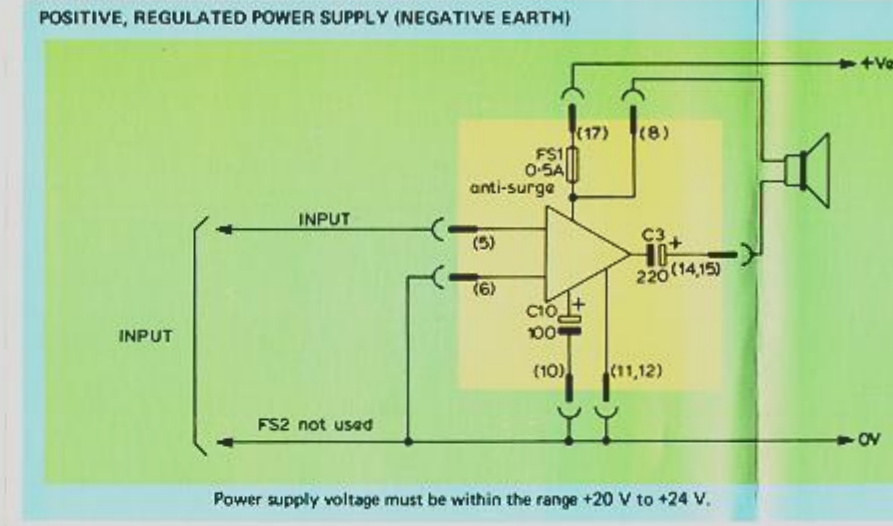 POSITIVE, REGULATED POWER SUPPLY (NEGATIVE EARTH)
+Ve
(17)
(8)
FS1
0·5A
anti-surge
INPUT
(5)
C3
+
220
(14,15)
(6)
C10
+
100
INPUT
(10)
(11,12)
FS2 not used
0V
Power supply voltage must be within the range +20 V to +24 V.